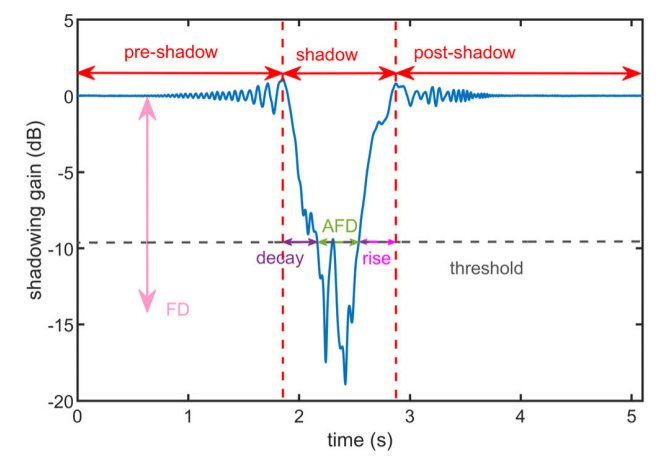 5
pre-shadow
shadow
post-shadow
0
-5
AFD
-10
decay
rise
threshold
FD
-15
-20
0
1
2
3
4
5
time (s)
shadowing gain (dB)